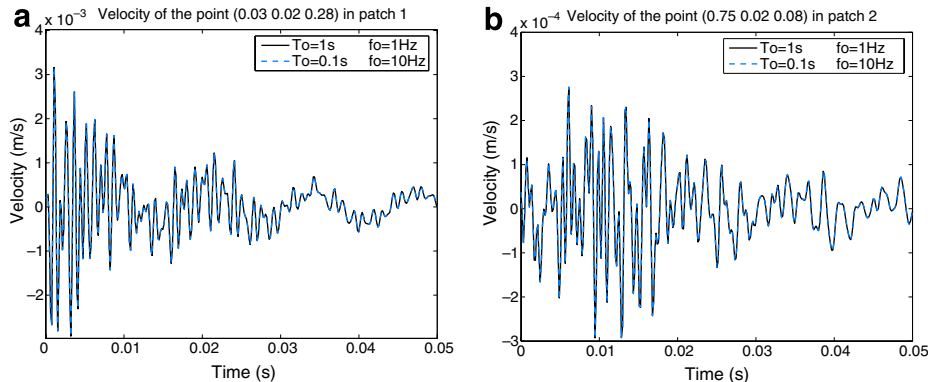 a
Velocity of the point (0.03 0.02 0.28) in patch 1
4 x 10⁻³
To=1s fo=1Hz
To=0.1s fo=10Hz
3
2
1
0
−1
−2
Velocity (m/s)
0 0.01 0.02 0.03 0.04 0.05
Time (s)
b
Velocity of the point (0.75 0.02 0.08) in patch 2
4 x 10⁻⁴
To=1s fo=1Hz
To=0.1s fo=10Hz
3
2
1
0
−1
−2
−3
Velocity (m/s)
0 0.01 0.02 0.03 0.04 0.05
Time (s)